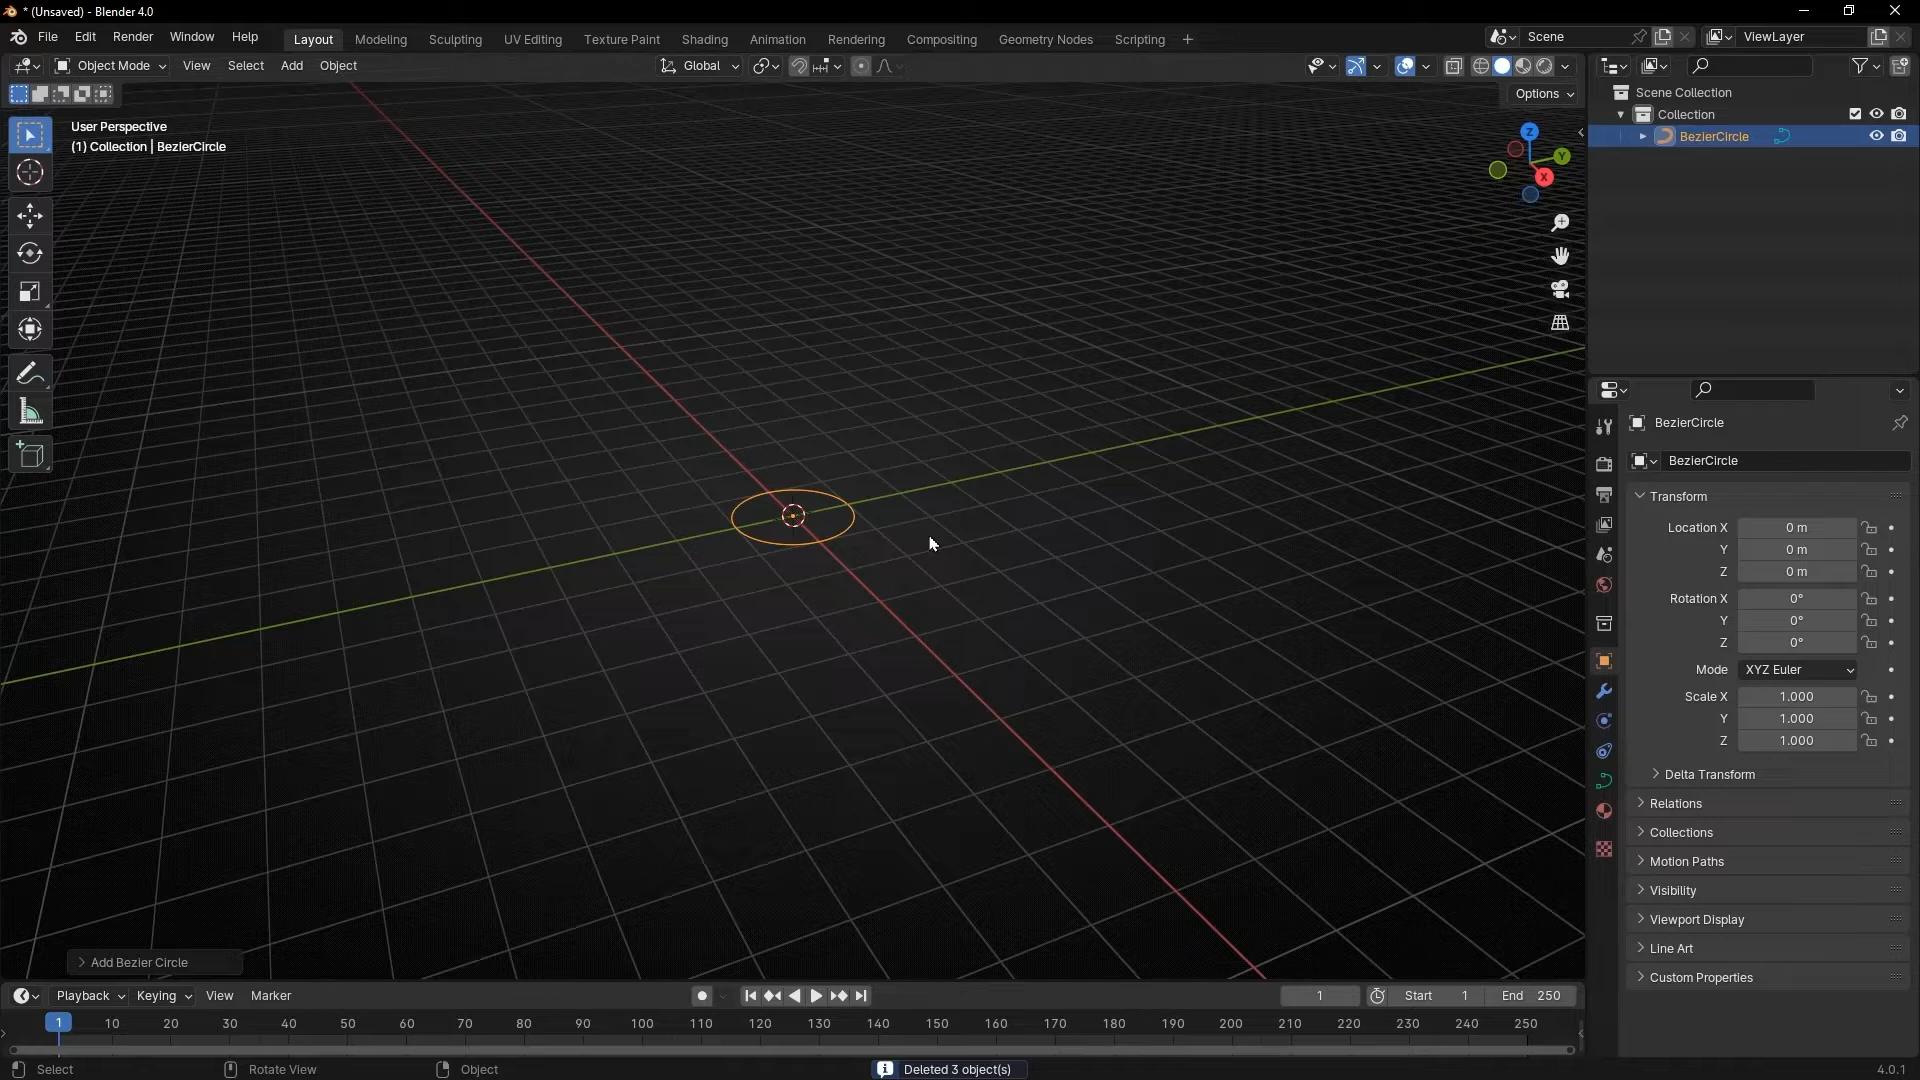 * (Unsaved) - Blender 4.0
File Edit Render Window Help Layout Modeling Sculpting UV Editing Texture Paint Shading Animation Rendering Compositing Geometry Nodes Scripting + Scene ViewLayer
Object Mode View Select Add Object Global
Options
User Perspective
(1) Collection | BezierCircle
Z
Y
X
Add Bezier Circle
Scene Collection
Collection
BezierCircle
BezierCircle
BezierCircle
Transform
Location X 0 m
Y 0 m
Z 0 m
Rotation X 0°
Y 0°
Z 0°
Mode XYZ Euler
Scale X 1.000
Y 1.000
Z 1.000
Delta Transform
Relations
Collections
Motion Paths
Visibility
Viewport Display
Line Art
Custom Properties
Playback Keying View Marker 1 Start 1 End 250
1 10 20 30 40 50 60 70 80 90 100 110 120 130 140 150 160 170 180 190 200 210 220 230 240 250
Select Rotate View Object Deleted 3 object(s) 4.0.1